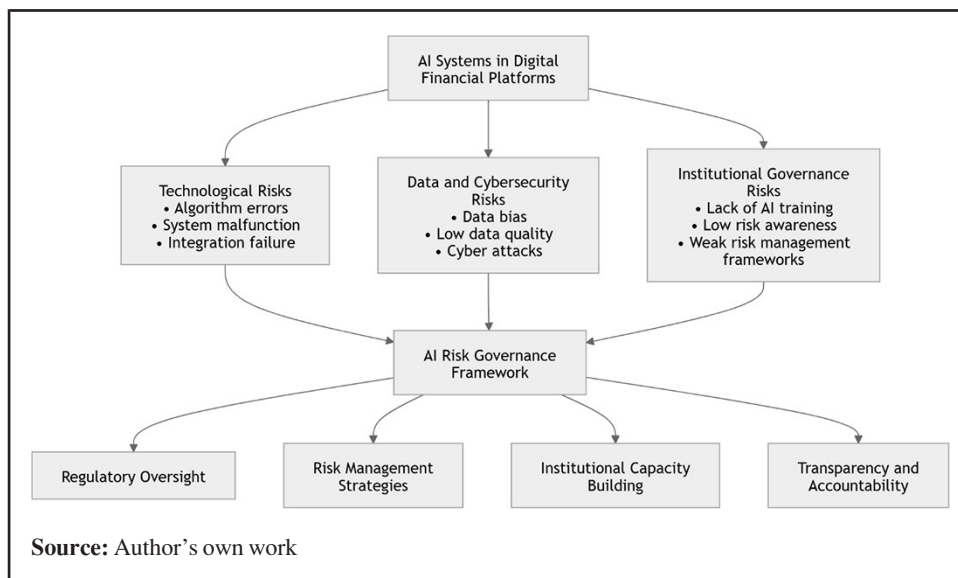 AI Systems in Digital
Financial Platforms
Technological Risks
• Algorithm errors
• System malfunction
• Integration failure
Data and Cybersecurity
Risks
• Data bias
• Low data quality
• Cyber attacks
Institutional Governance
Risks
• Lack of AI training
• Low risk awareness
• Weak risk management
frameworks
AI Risk Governance
Framework
Regulatory Oversight
Risk Management
Strategies
Institutional Capacity
Building
Transparency and
Accountability
Source: Author's own work